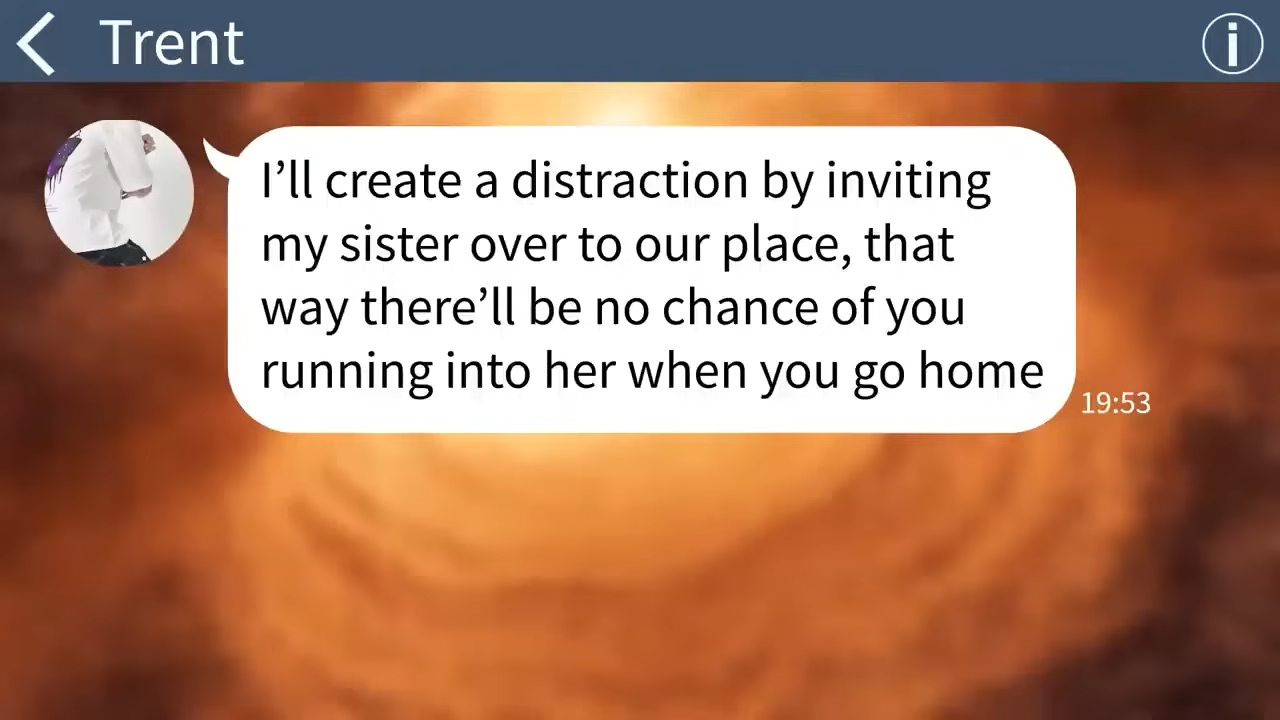 Trent
I’ll create a distraction by inviting
my sister over to our place, that
way there’ll be no chance of you
running into her when you go home
19:53